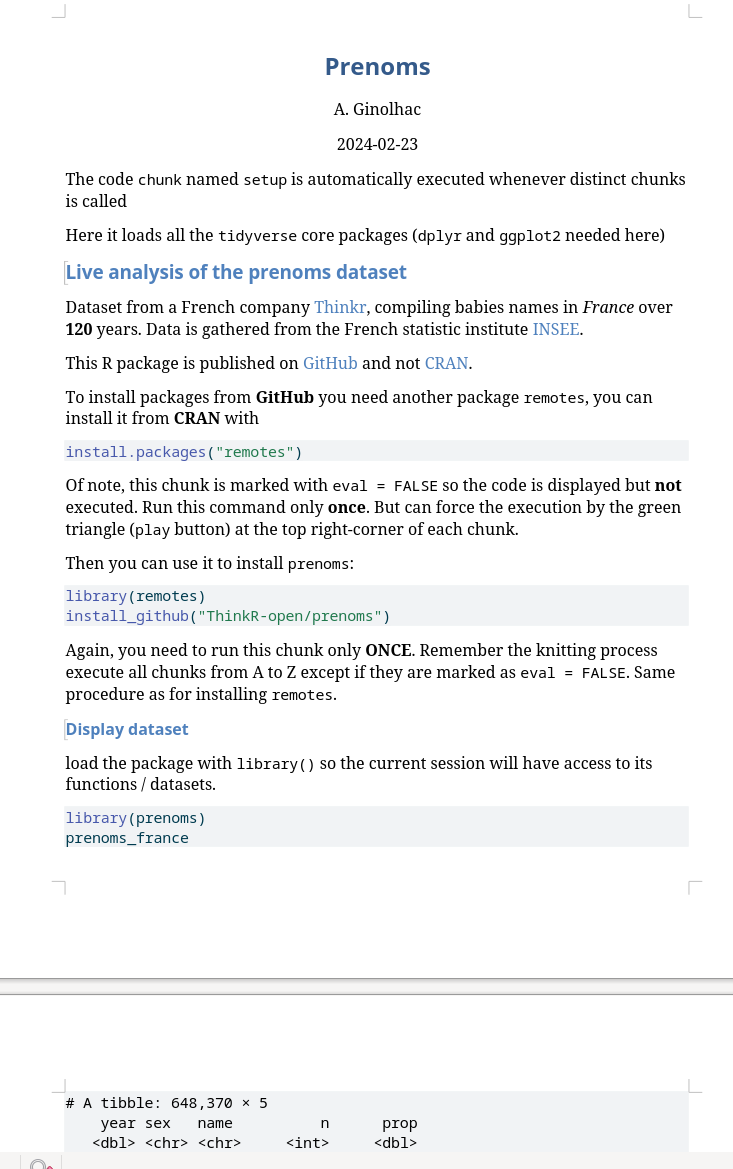 Prenoms
A. Ginolhac
2024-02-23
The code chunk named setup is automatically executed whenever distinct chunks
is called
Here it loads all the tidyverse core packages (dplyr and ggplot2 needed here)
Live analysis of the prenoms dataset
Dataset from a French company Thinkr, compiling babies names in France over
120 years. Data is gathered from the French statistic institute INSEE.
This R package is published on GitHub and not CRAN.
To install packages from GitHub you need another package remotes, you can
install it from CRAN with
install.packages("remotes")
Of note, this chunk is marked with eval = FALSE so the code is displayed but not
executed. Run this command only once. But can force the execution by the green
triangle (play button) at the top right-corner of each chunk.
Then you can use it to install prenoms:
library(remotes)
install_github("ThinkR-open/prenoms")
Again, you need to run this chunk only ONCE. Remember the knitting process
execute all chunks from A to Z except if they are marked as eval = FALSE. Same
procedure as for installing remotes.
Display dataset
load the package with library() so the current session will have access to its
functions / datasets.
library(prenoms)
prenoms_france
# A tibble: 648,370 × 5
year sex name n prop
<dbl> <chr> <chr> <int> <dbl>